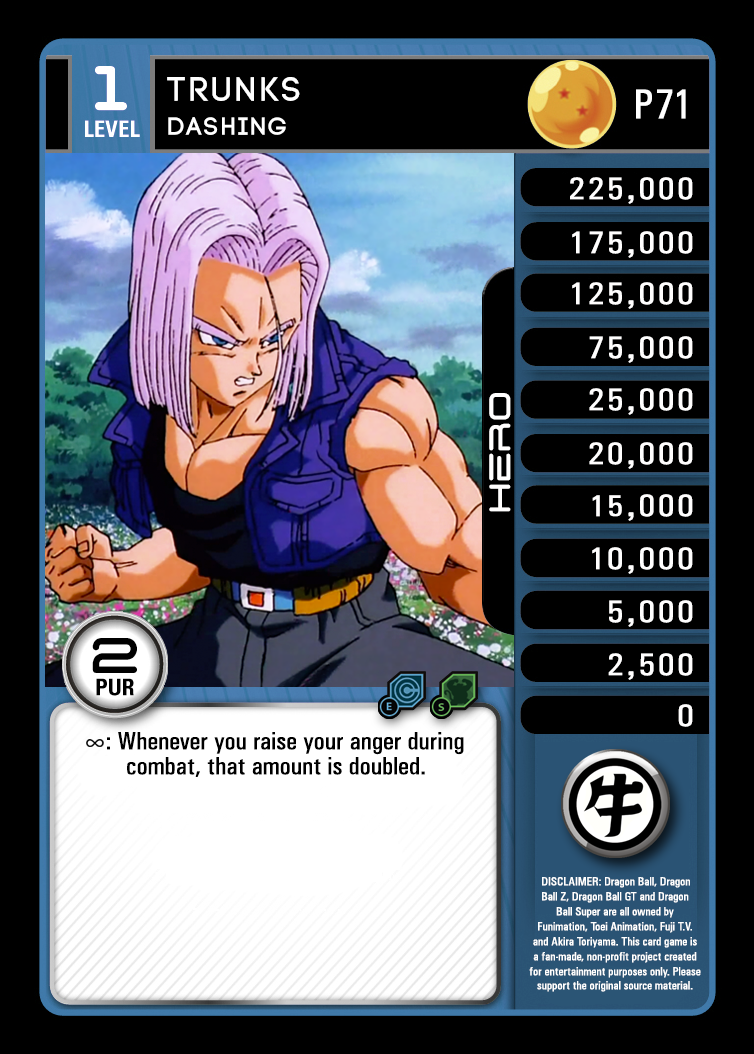 1
LEVEL
TRUNKS
DASHING
P71
225,000
175,000
125,000
75,000
25,000
20,000
15,000
10,000
5,000
2,500
0
HERO
2
PUR
E
S
∞: Whenever you raise your anger during
combat, that amount is doubled.
牛
DISCLAIMER: Dragon Ball, Dragon
Ball Z, Dragon Ball GT and Dragon
Ball Super are all owned by
Funimation, Toei Animation, Fuji T.V.
and Akira Toriyama. This card game is
a fan-made, non-profit project created
for entertainment purposes only. Please
support the original source material.